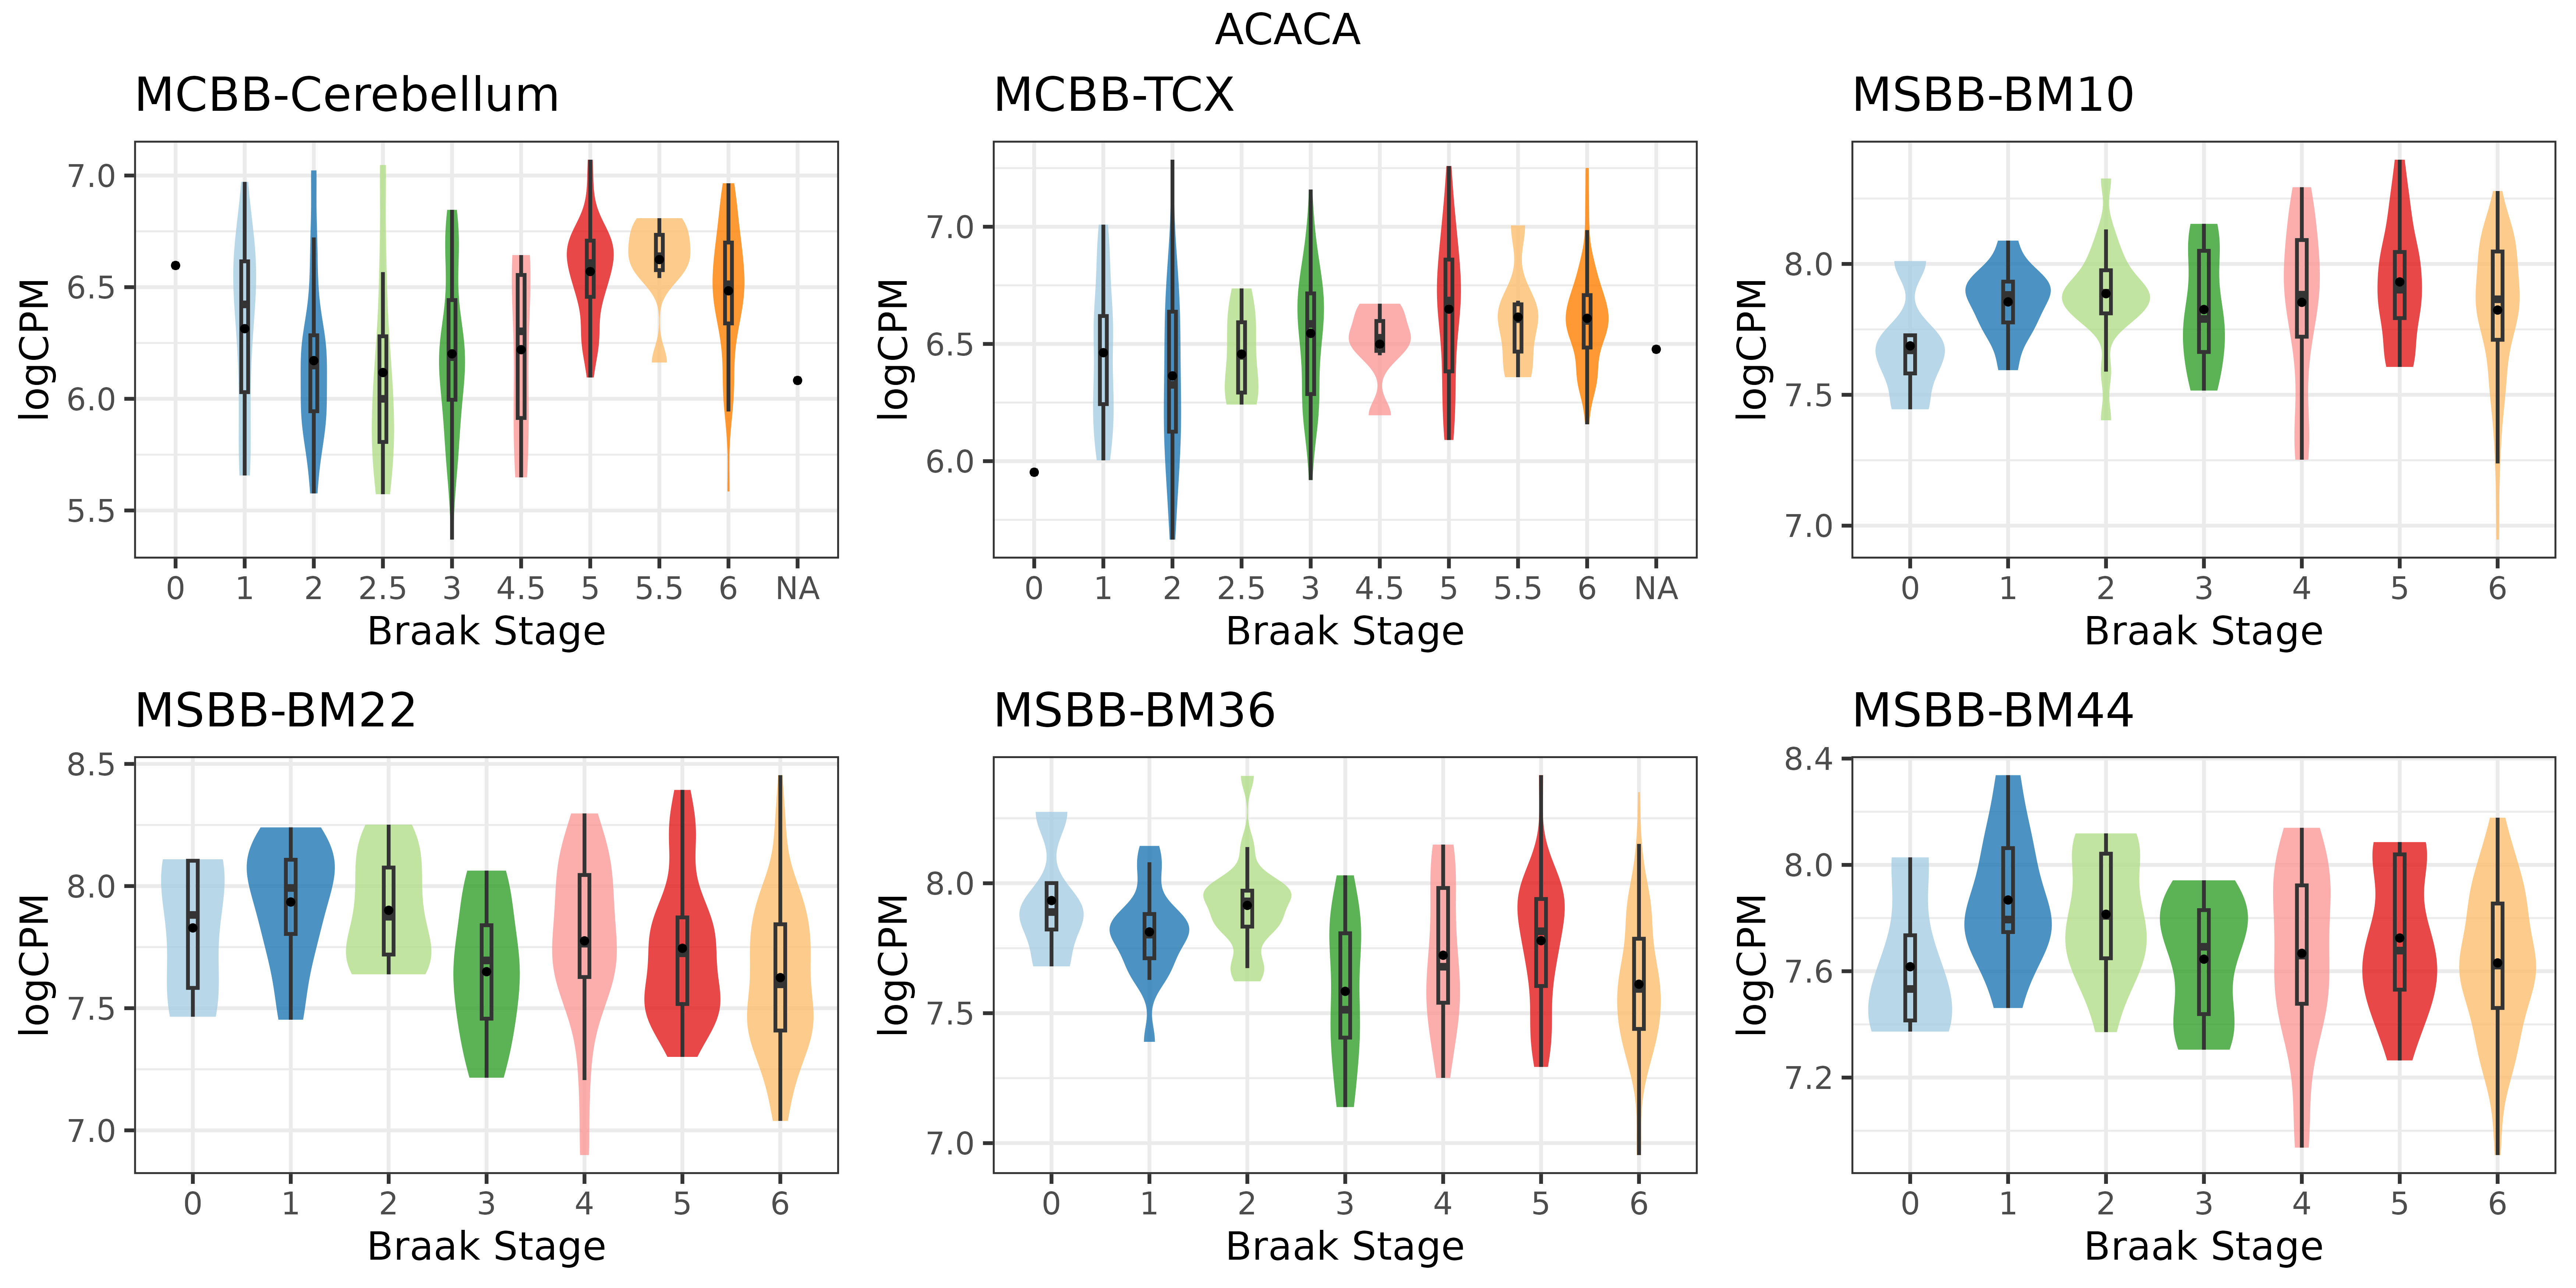 ACACA
MCBB-Cerebellum
logCPM
7.0
6.5
6.0
5.5
0 1 2 2.5 3 4.5 5 5.5 6 NA
Braak Stage
MCBB-TCX
logCPM
7.0
6.5
6.0
0 1 2 2.5 3 4.5 5 5.5 6 NA
Braak Stage
MSBB-BM10
logCPM
8.0
7.5
7.0
0 1 2 3 4 5 6
Braak Stage
MSBB-BM22
logCPM
8.5
8.0
7.5
7.0
0 1 2 3 4 5 6
Braak Stage
MSBB-BM36
logCPM
8.0
7.5
7.0
0 1 2 3 4 5 6
Braak Stage
MSBB-BM44
logCPM
8.4
8.0
7.6
7.2
0 1 2 3 4 5 6
Braak Stage